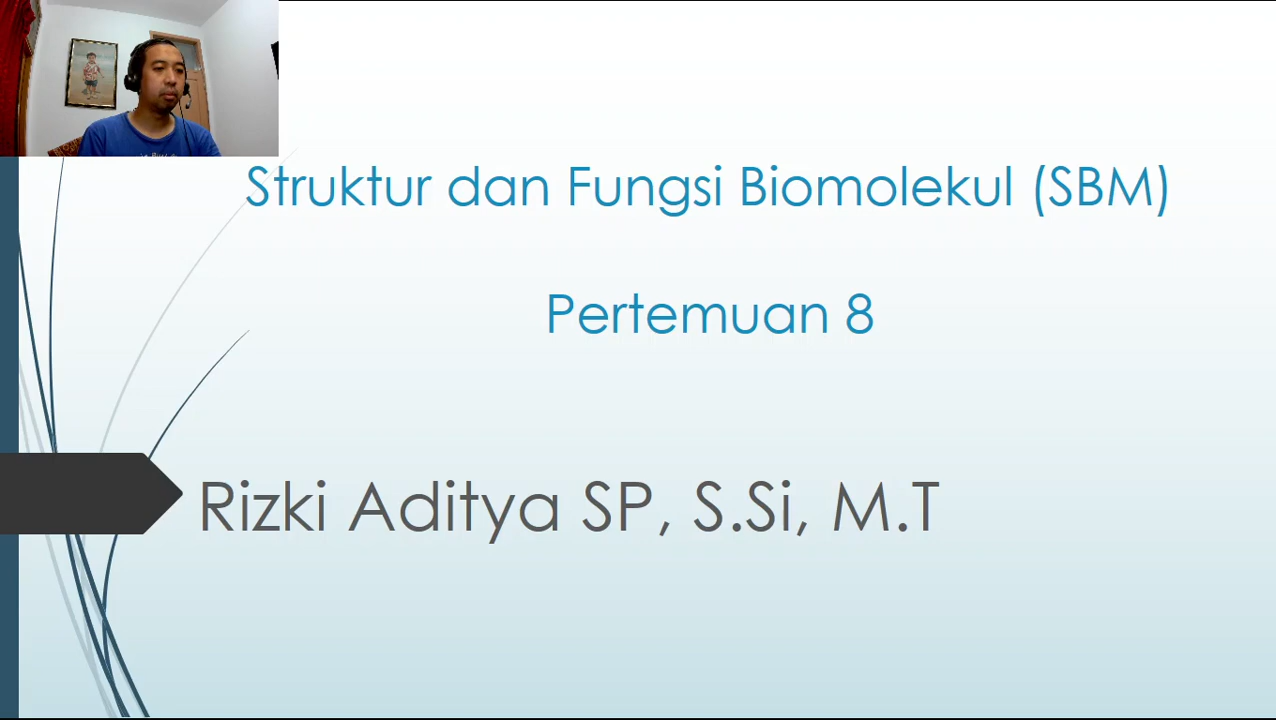 Struktur dan Fungsi Biomolekul (SBM)
Pertemuan 8
Rizki Aditya SP, S.Si, M.T